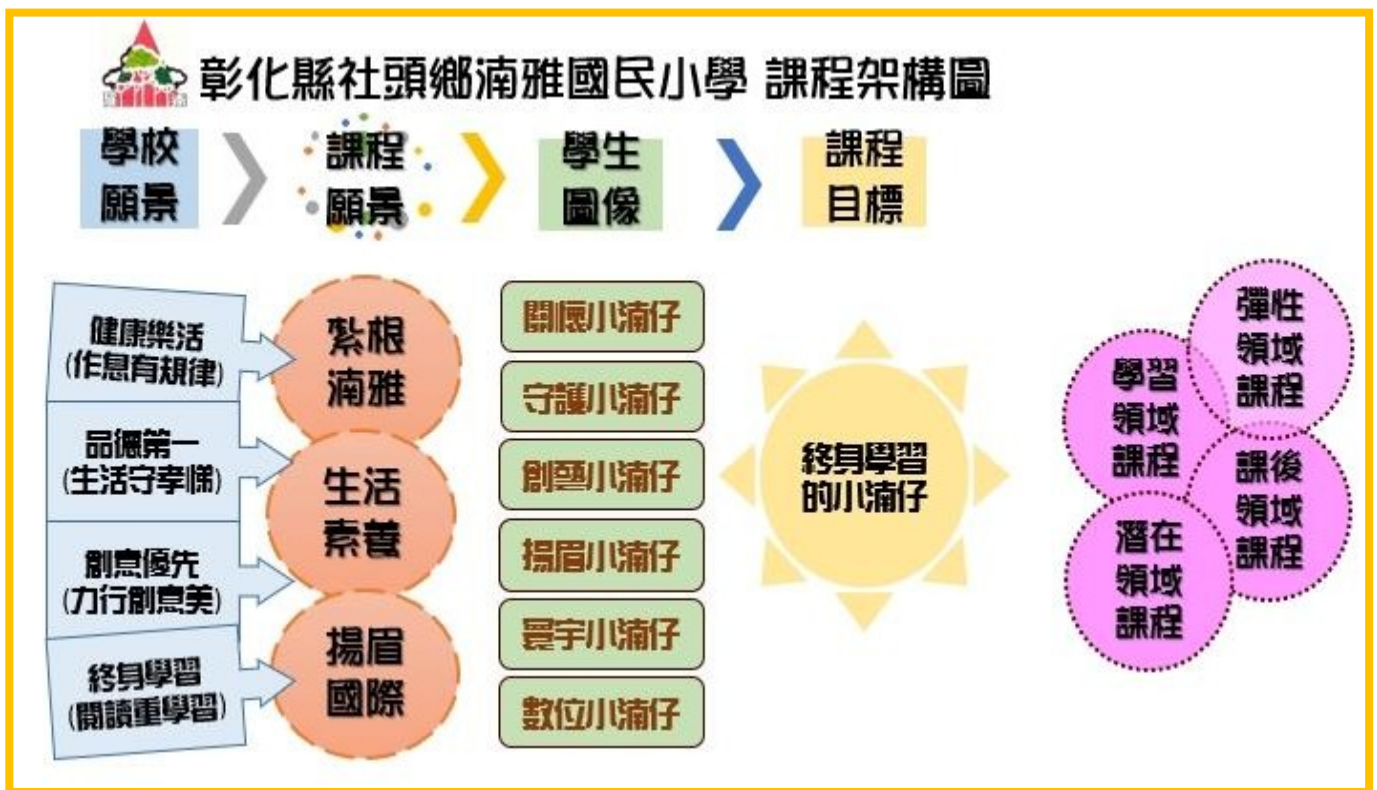 彰化縣社頭鄉湳雅國民小學 課程架構圖
學校
願景
課程
願景
學生
圖像
課程
目標
健康樂活
(作息有規律)
品德第一
(生活守孝悌)
創意優先
(力行創意美)
終身學習
(閱讀重學習)
紮根
湳雅
生活
素養
揚眉
國際
關懷小湳仔
守護小湳仔
創藝小湳仔
揚眉小湳仔
寰宇小湳仔
數位小湳仔
終身學習
的小湳仔
彈性
領域
課程
學習
領域
課程
課後
領域
課程
潛在
領域
課程